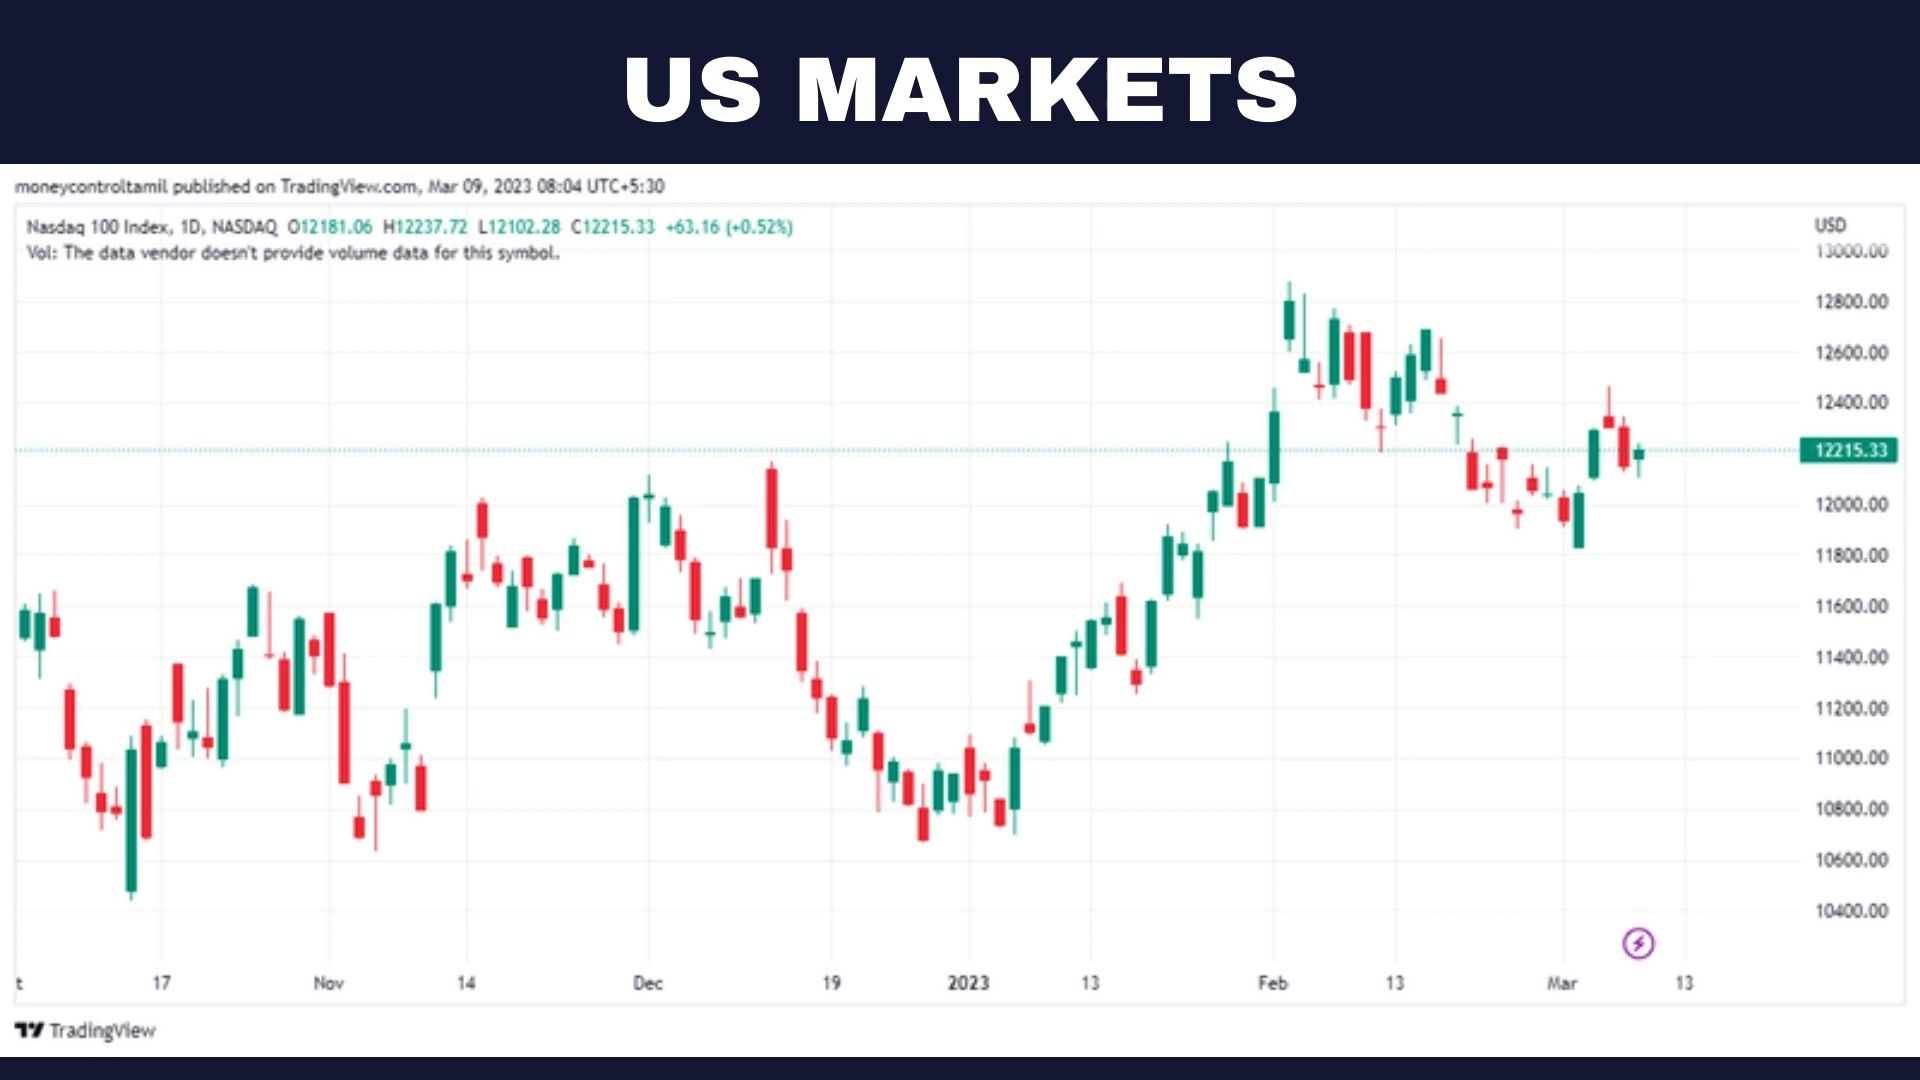 US MARKETS
moneycontroltamil published on TradingView.com, Mar 09, 2023 08:04 UTC+5:30
Nasdaq 100 Index, 1D, NASDAQ O12181.06 H12237.72 L12102.28 C12215.33 +63.16 (+0.52%)
Vol: The data vendor doesn't provide volume data for this symbol.
USD
13000.00
12800.00
12600.00
12400.00
12215.33
12000.00
11800.00
11600.00
11400.00
11200.00
11000.00
10800.00
10600.00
10400.00
t 17 Nov 14 Dec 19 2023 13 Feb 13 Mar 13
TradingView